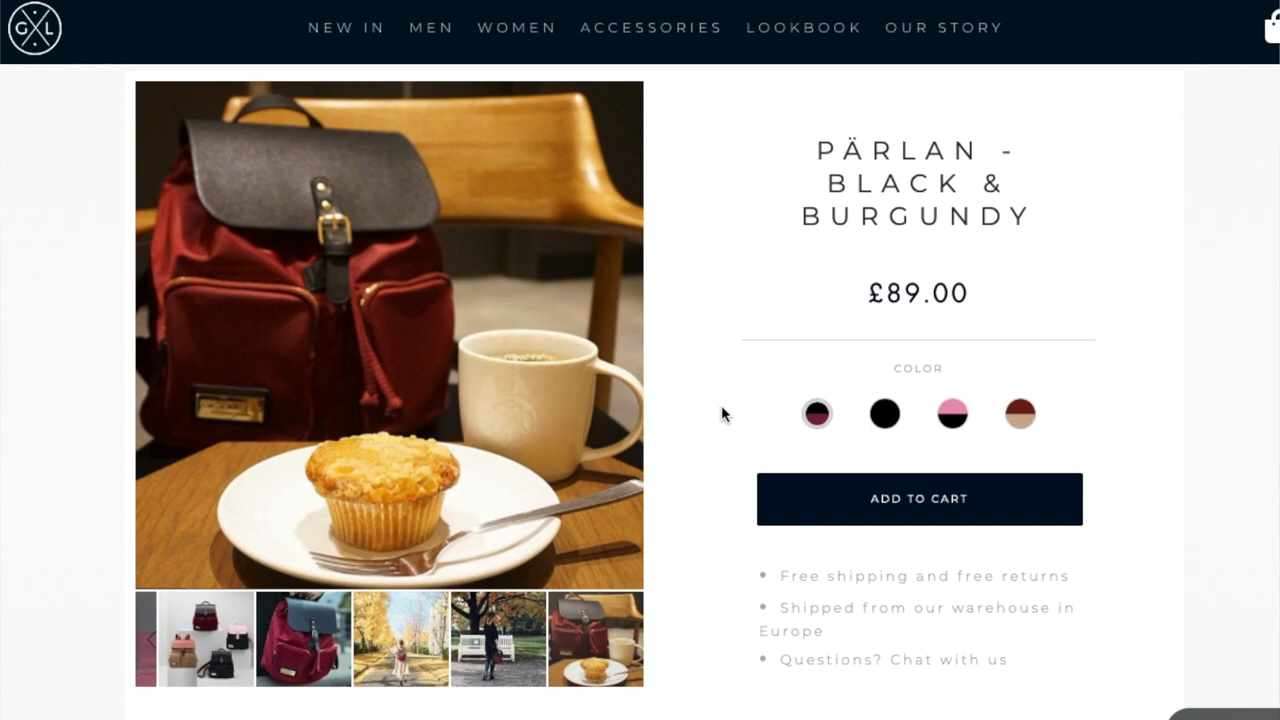 GXL
NEW IN MEN WOMEN ACCESSORIES LOOKBOOK OUR STORY
PÄRLAN -
BLACK &
BURGUNDY
£89.00
COLOR
ADD TO CART
• Free shipping and free returns
• Shipped from our warehouse in
Europe
• Questions? Chat with us